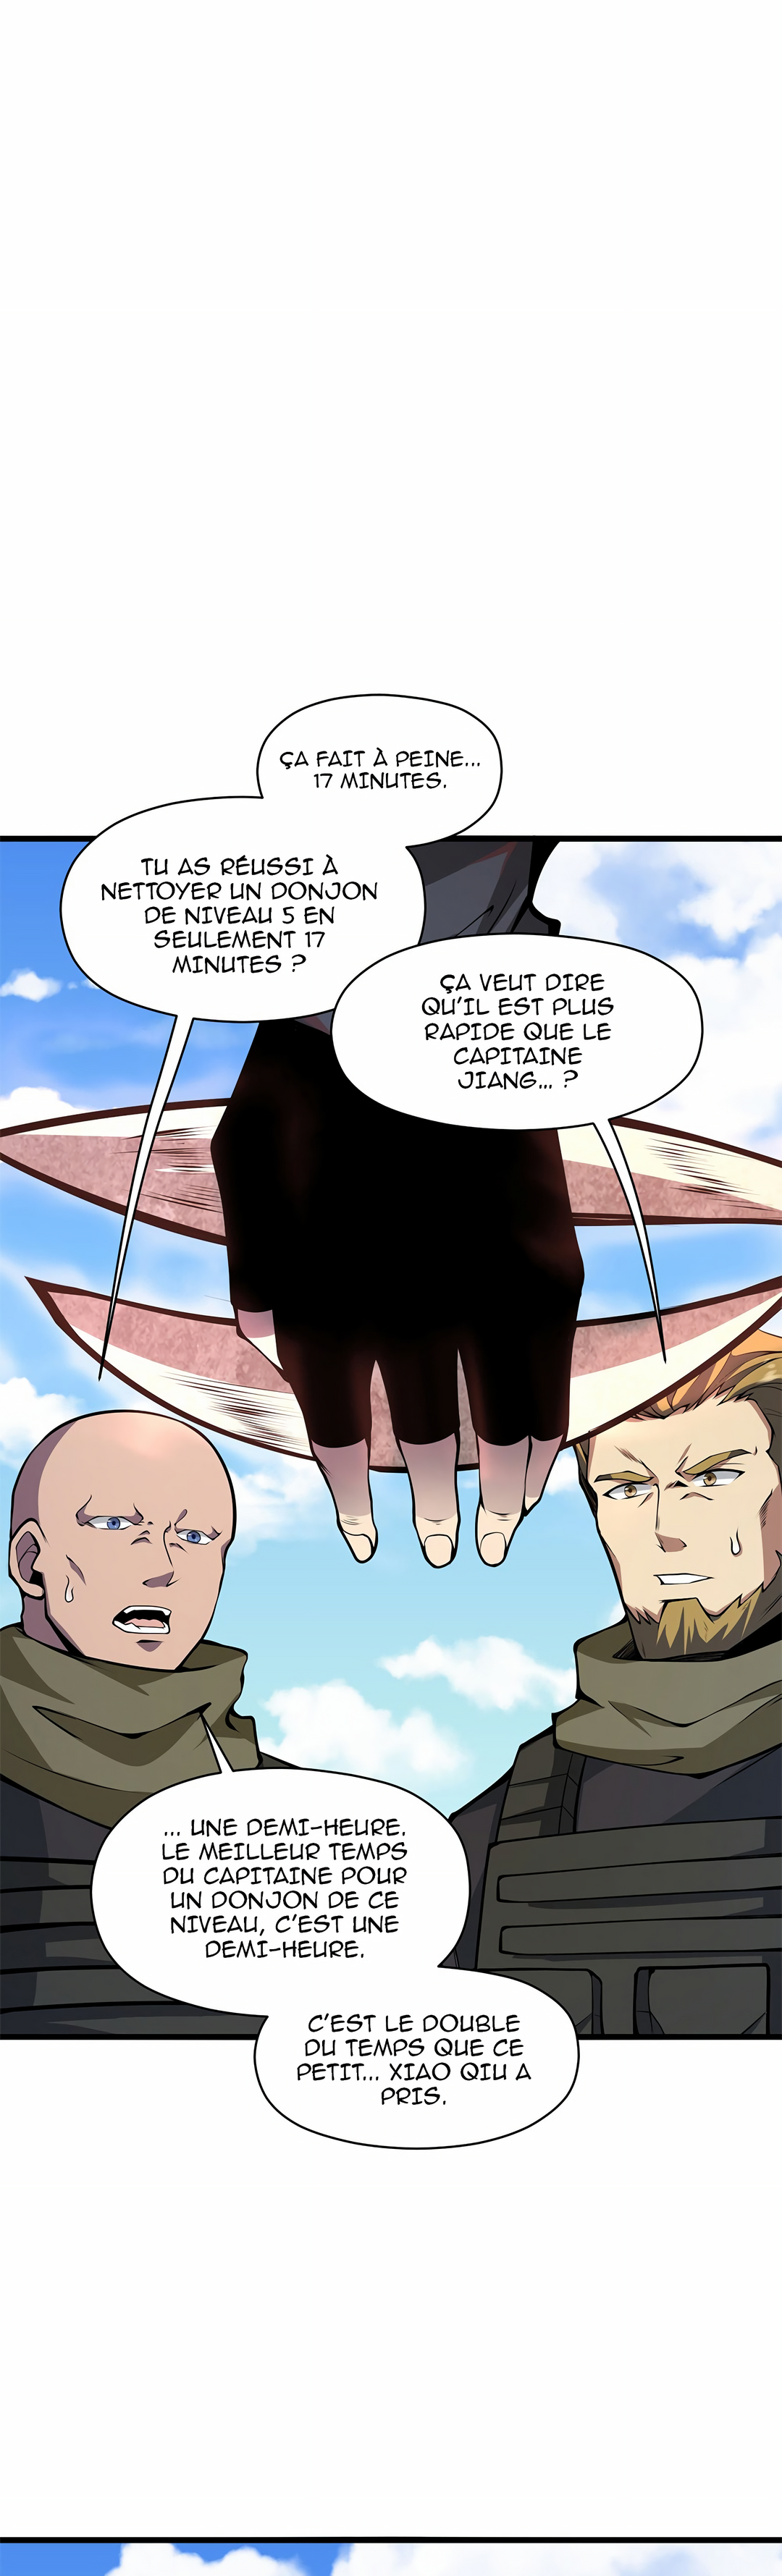 ÇA FAIT À PEINE...
17 MINUTES.
TU AS RÉUSSI À
NETTOYER UN DONJON
DE NIVEAU 5 EN
SEULEMENT 17
MINUTES ?
ÇA VEUT DIRE
QU'IL EST PLUS
RAPIDE QUE LE
CAPITAINE
JIANG... ?
... UNE DEMI-HEURE.
LE MEILLEUR TEMPS
DU CAPITAINE POUR
UN DONJON DE CE
NIVEAU, C'EST UNE
DEMI-HEURE.
C'EST LE DOUBLE
DU TEMPS QUE CE
PETIT... XIAO QIU A
PRIS.